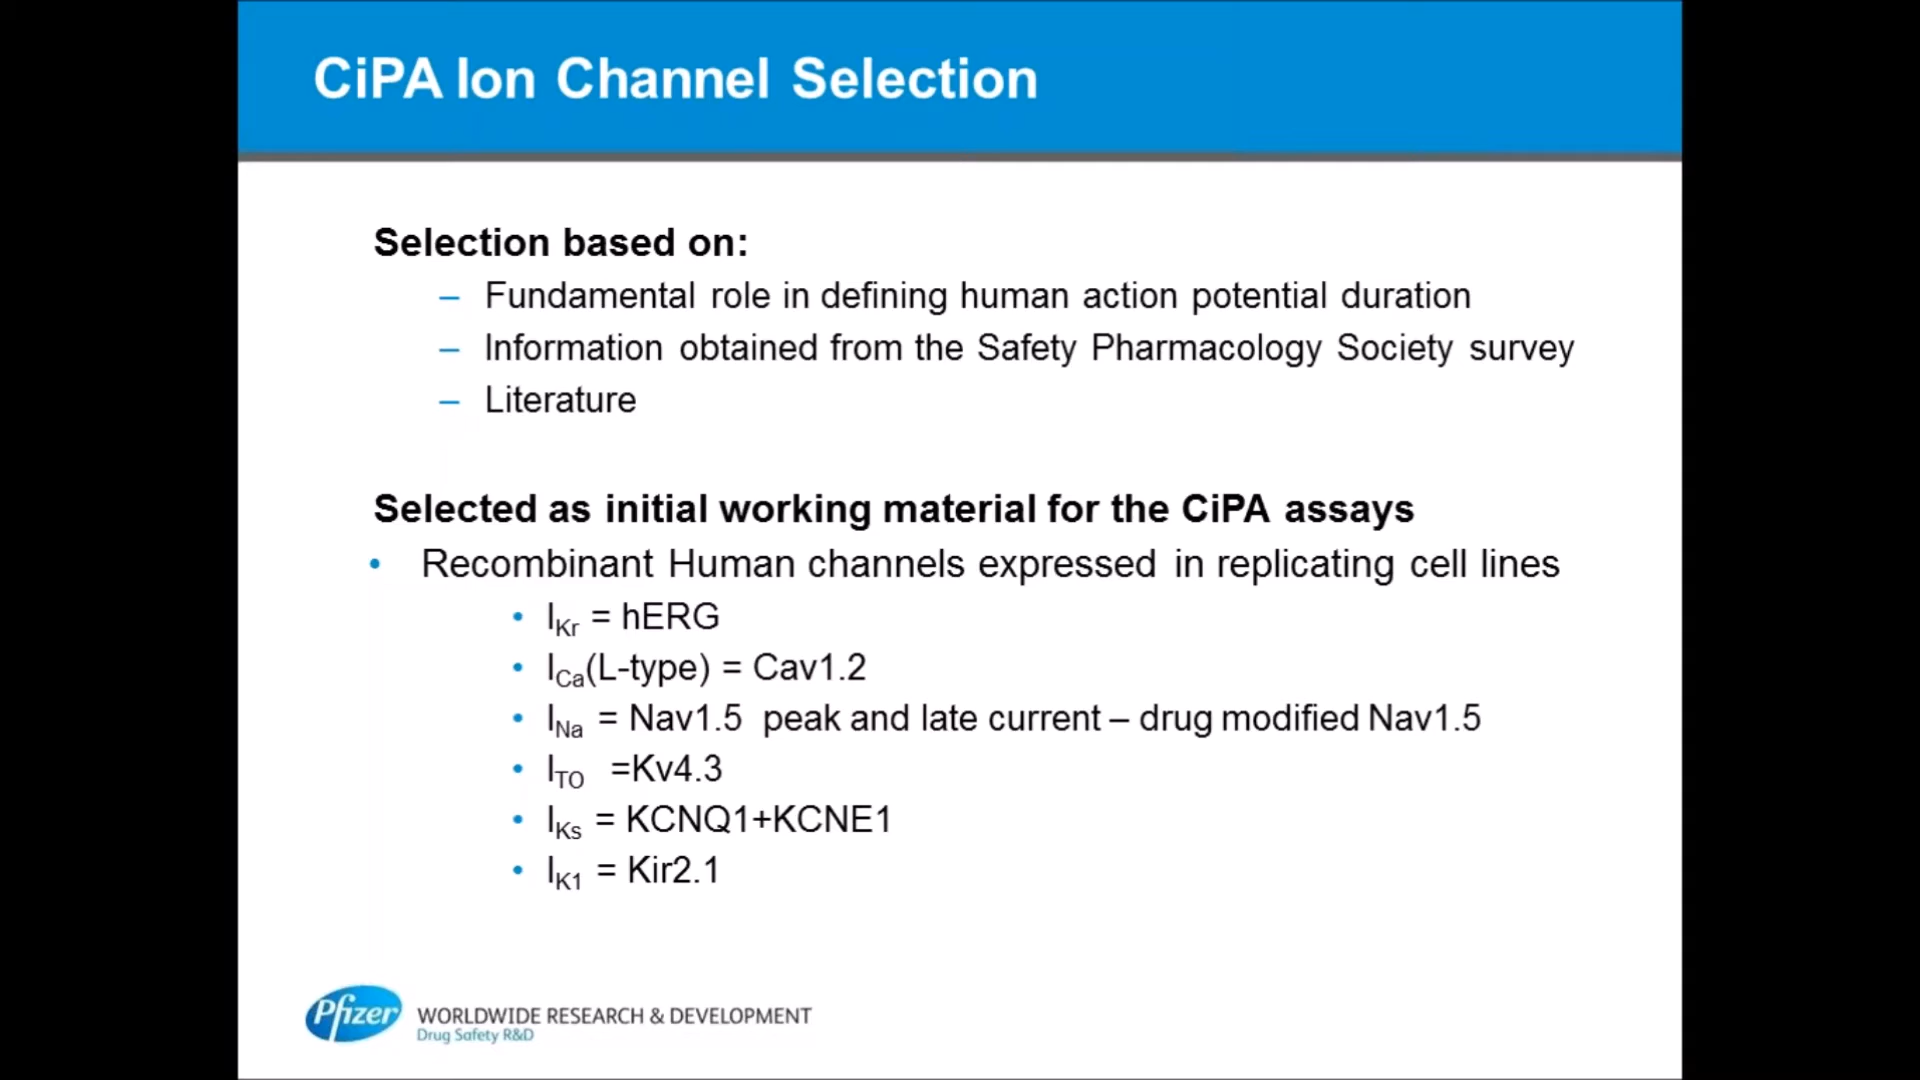 CiPA Ion Channel Selection
Selection based on:
– Fundamental role in defining human action potential duration
– Information obtained from the Safety Pharmacology Society survey
– Literature
Selected as initial working material for the CiPA assays
• Recombinant Human channels expressed in replicating cell lines
• IKr = hERG
• ICa(L-type) = Cav1.2
• INa = Nav1.5 peak and late current – drug modified Nav1.5
• ITO =Kv4.3
• IKs = KCNQ1+KCNE1
• IK1 = Kir2.1
Pfizer
WORLDWIDE RESEARCH & DEVELOPMENT
Drug Safety R&D